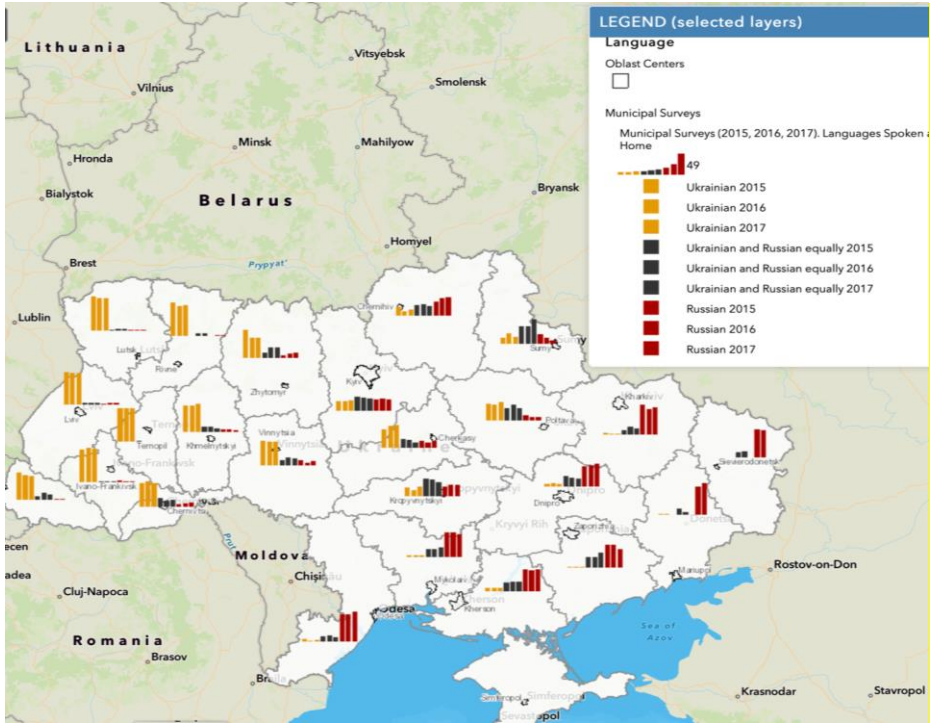 LEGEND (selected layers)
Language
Oblast Centers
Municipal Surveys
Municipal Surveys (2015, 2016, 2017). Languages Spoken a
Home
49
Ukrainian 2015
Ukrainian 2016
Ukrainian 2017
Ukrainian and Russian equally 2015
Ukrainian and Russian equally 2016
Ukrainian and Russian equally 2017
Russian 2015
Russian 2016
Russian 2017
Lithuania
Vitsyebsk
Smolensk
Vilnius
Minsk
Mahilyow
Hronda
Bialystok
Bryansk
Belarus
Homyel
Brest
Prypyat'
Lublin
Chernihiv
Lutsk
Rivne
Zhytomyr
Kyiv
Sumy
Kharkiv
Lviv
Ternopil
Khmelnytskyi
Vinnytsia
Cherkasy
Poltava
Sievierodonetsk
Ivano-Frankivsk
Chernivtsi
Kropyvnytskyi
Dnipro
Kryvyi Rih
Zaporizhia
Donets
Mariupol
Prut
Moldova
Mykolaiv
Kherson
Odesa
Rostov-on-Don
Cluj-Napoca
Romania
Brasov
Sea of
Azov
Simferopol
Simferopol
Sevastopol
Krasnodar
Stavropol